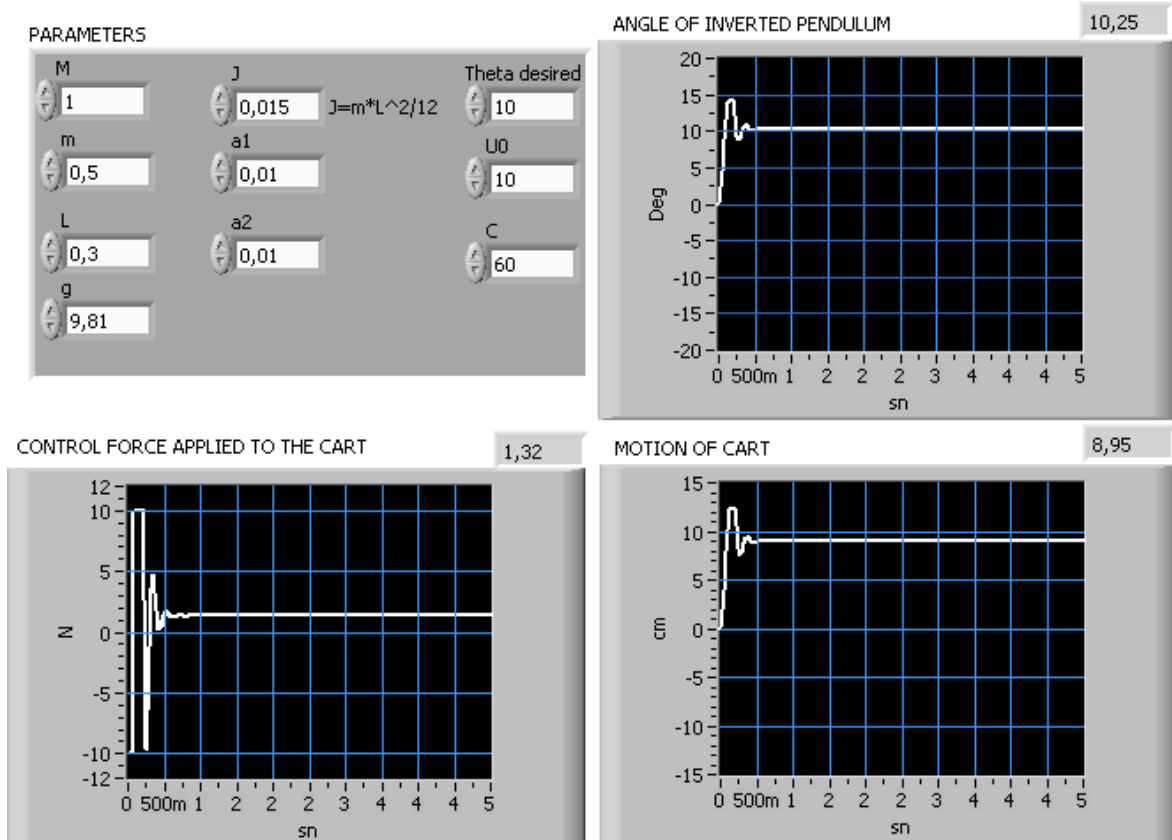 PARAMETERS
M
1
m
0,5
L
0,3
g
9,81
J
0,015 J=m*L^2/12
a1
0,01
a2
0,01
Theta desired
10
U0
10
C
60
ANGLE OF INVERTED PENDULUM
10,25
20
15
10
5
0
-5
-10
-15
-20
Deg
0 500m 1 2 2 2 3 4 4 4 5
sn
CONTROL FORCE APPLIED TO THE CART
1,32
12
10
5
0
-5
-10
-12
N
0 500m 1 2 2 2 3 4 4 4 5
sn
MOTION OF CART
8,95
15
10
5
0
-5
-10
-15
cm
0 500m 1 2 2 2 3 4 4 4 5
sn